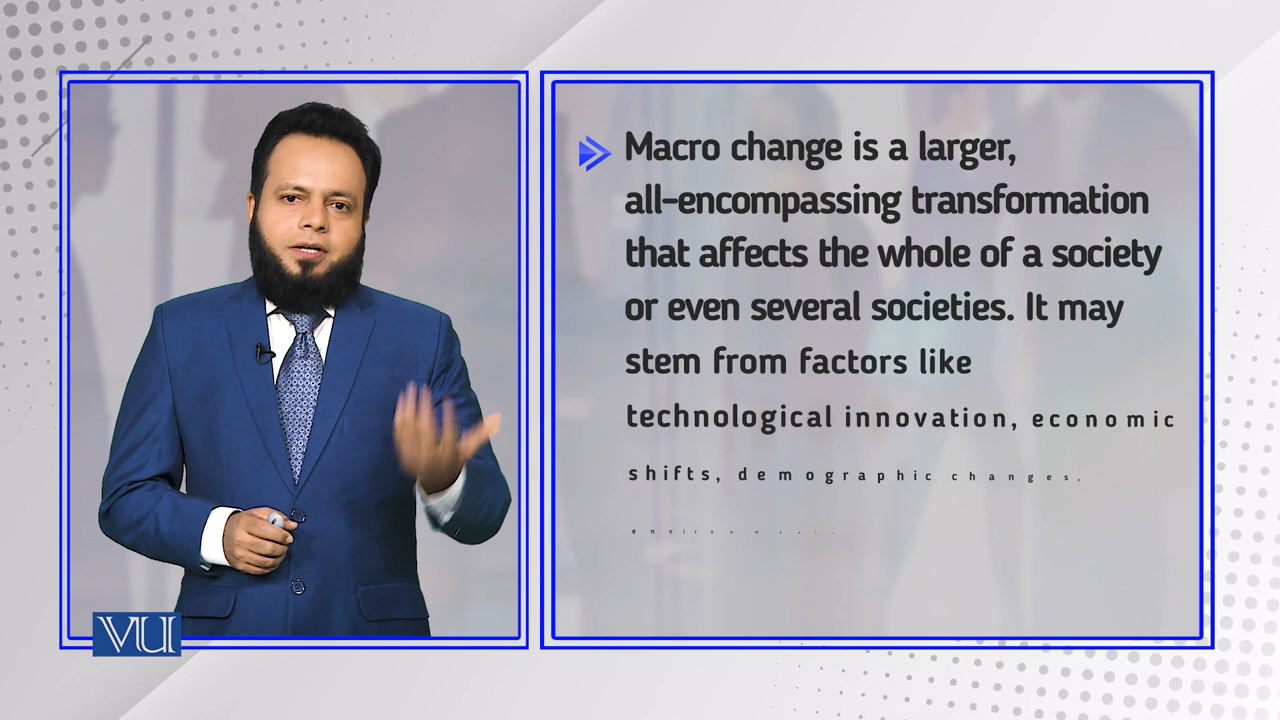 Macro change is a larger,
all-encompassing transformation
that affects the whole of a society
or even several societies. It may
stem from factors like
technological innovation, economic
shifts, demographic changes,
VU